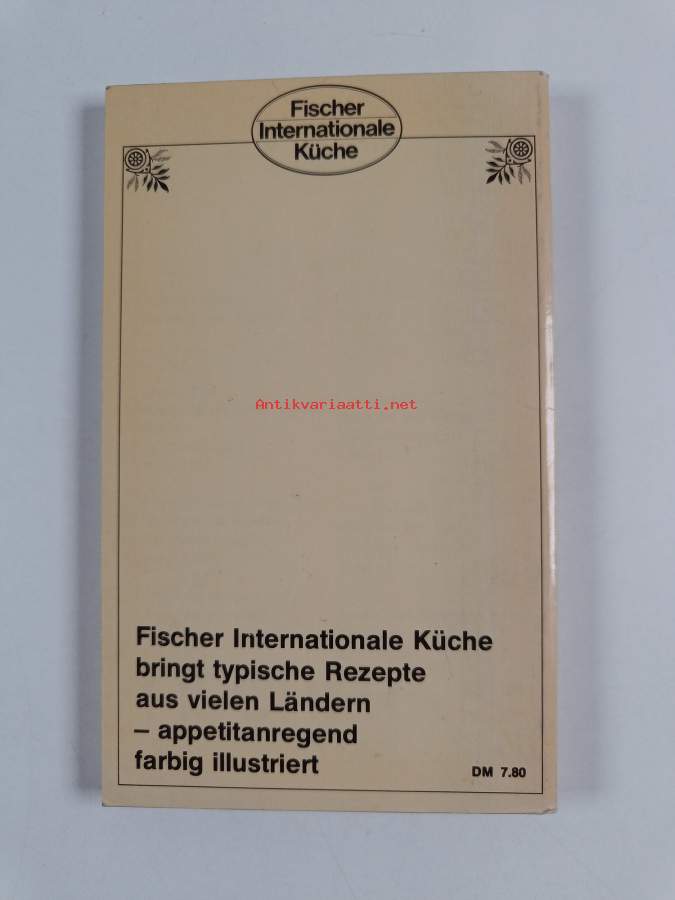 Fischer
Internationale
Küche
Antikvariaatti.net
Fischer Internationale Küche
bringt typische Rezepte
aus vielen Ländern
– appetitanregend
farbig illustriert
DM 7.80